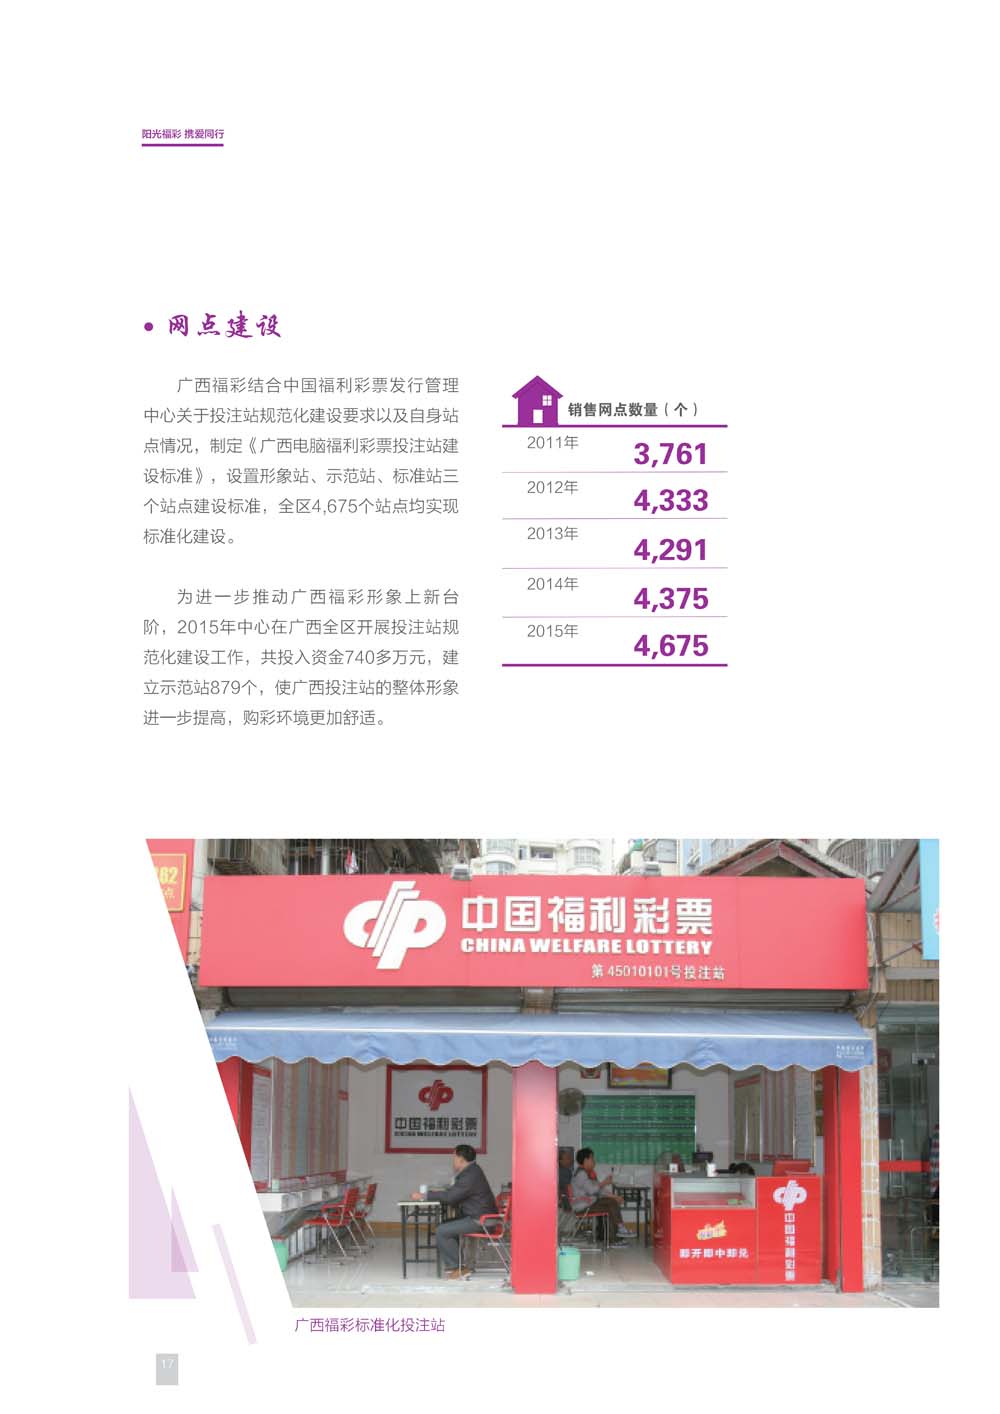 阳光福彩 携爱同行
• 网点建设
广西福彩结合中国福利彩票发行管理
中心关于投注站规范化建设要求以及自身站
点情况，制定《广西电脑福利彩票投注站建
设标准》，设置形象站、示范站、标准站三
个站点建设标准，全区4,675个站点均实现
标准化建设。
为进一步推动广西福彩形象上新台
阶，2015年中心在广西全区开展投注站规
范化建设工作，共投入资金740多万元，建
立示范站879个，使广西投注站的整体形象
进一步提高，购彩环境更加舒适。
销售网点数量（个）
2011年
3,761
2012年
4,333
2013年
4,291
2014年
4,375
2015年
4,675
中国福利彩票
CHINA WELFARE LOTTERY
第45010101号投注站
中国福利彩票
CHINA WELFARE LOTTERY
即开即中即兑
中国福利彩票
广西福彩标准化投注站
17